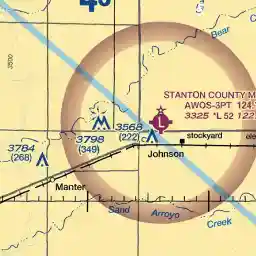 Bear
Cr
3500
STANTON COUNTY M
AWOS-3PT 124.
3325 *L 52 122.
3568
(222)
3798
(349)
3784
(268)
stockyard
Johnson
Manter
Sand Arroyo
Creek